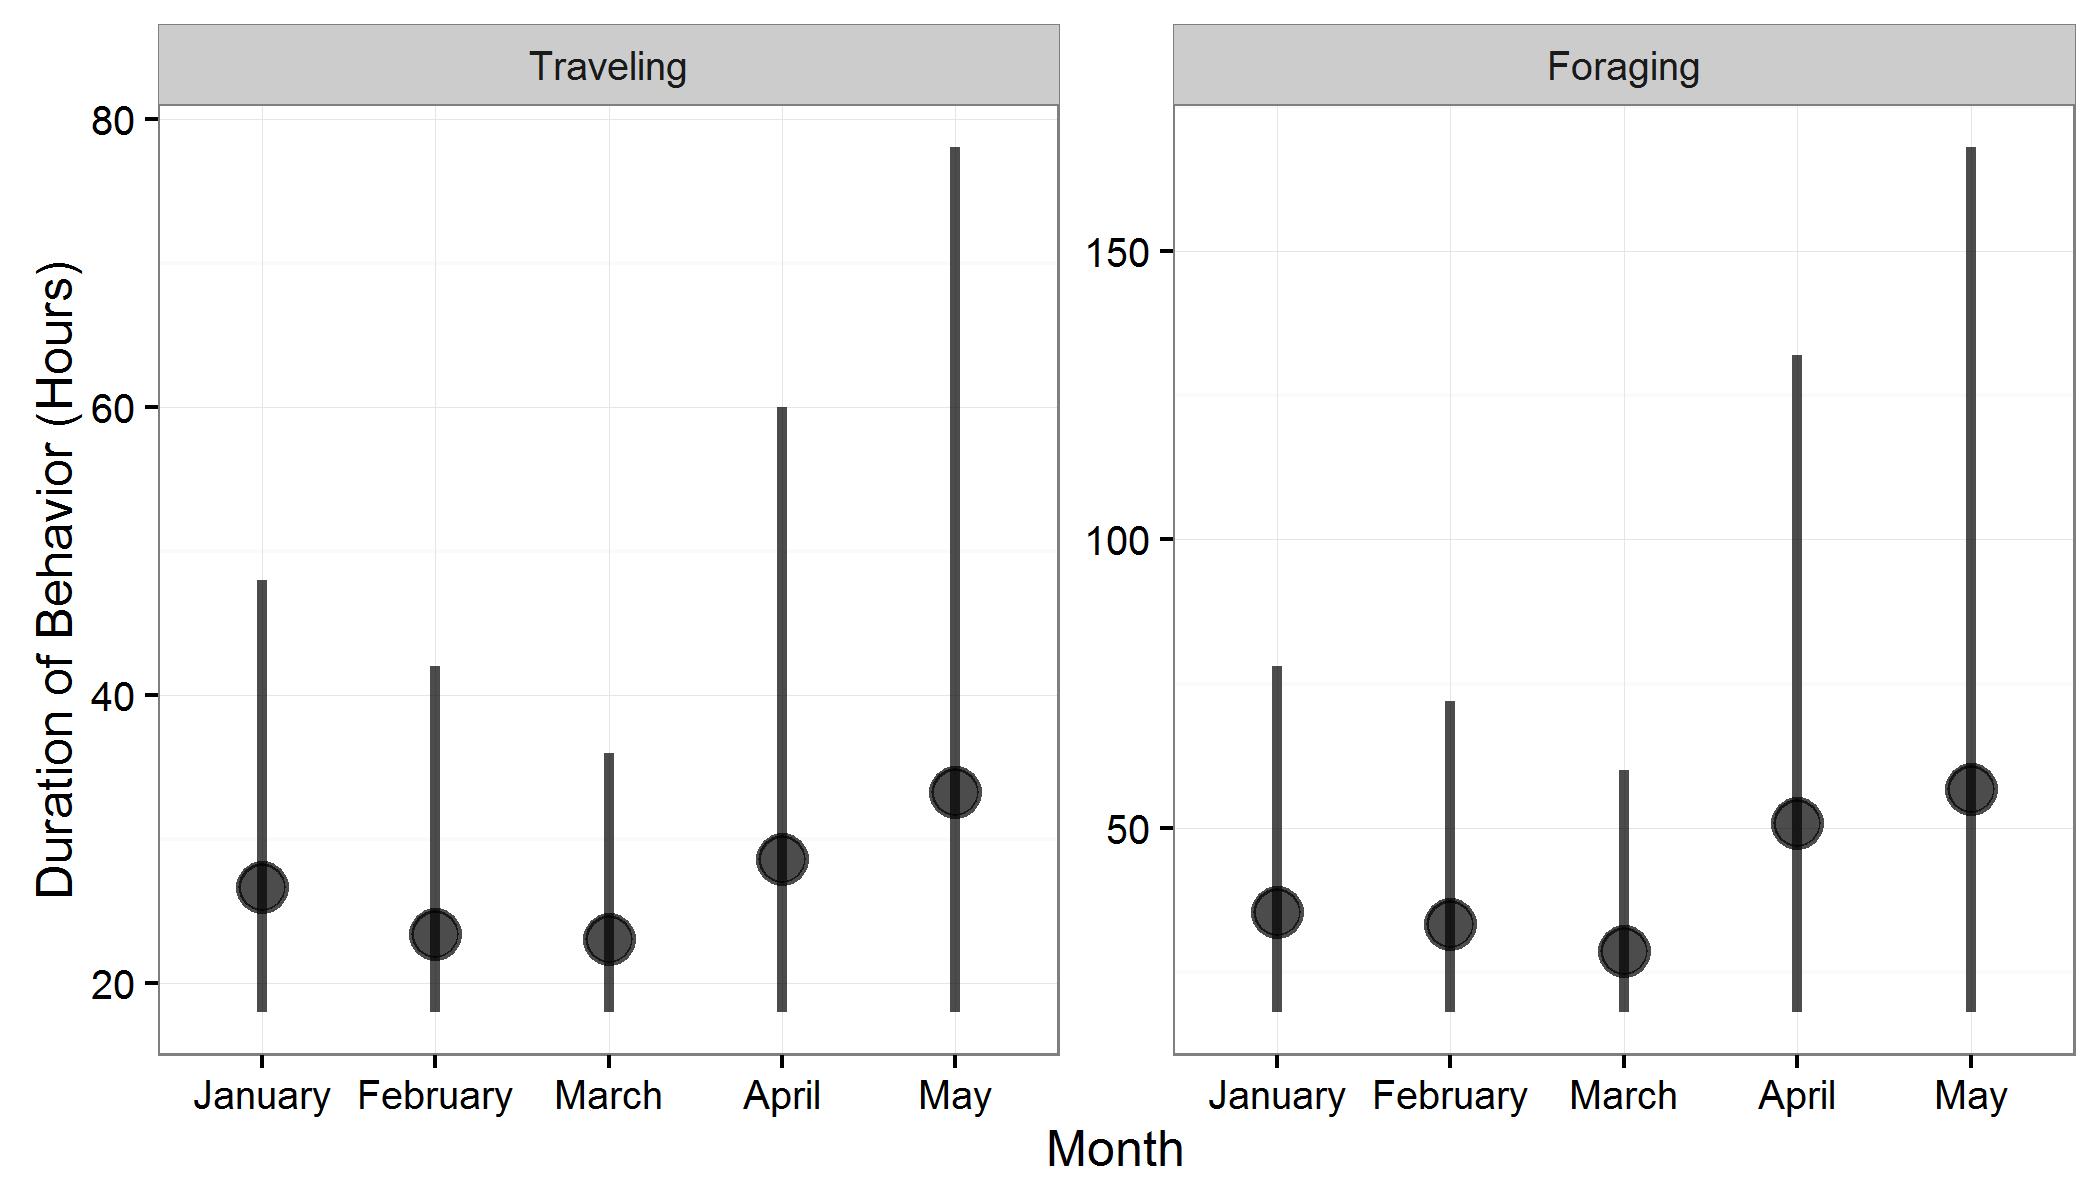 Traveling
Foraging
Duration of Behavior (Hours)
80
60
40
20
150
100
50
January February March April May
January February March April May
Month